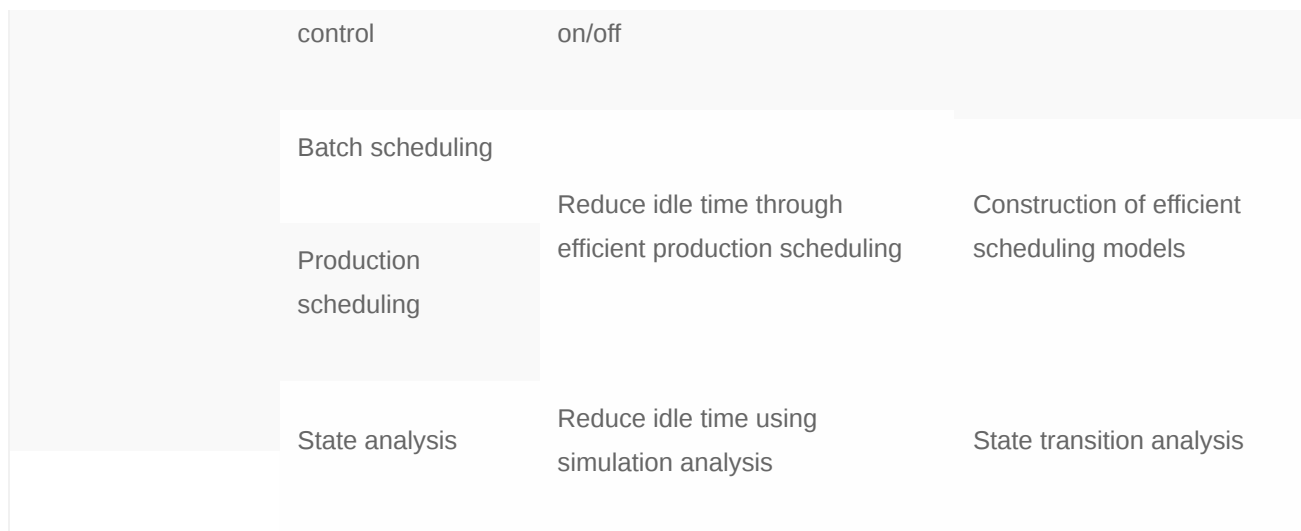 control
on/off
Batch scheduling
Production
scheduling
Reduce idle time through
efficient production scheduling
Construction of efficient
scheduling models
State analysis
Reduce idle time using
simulation analysis
State transition analysis